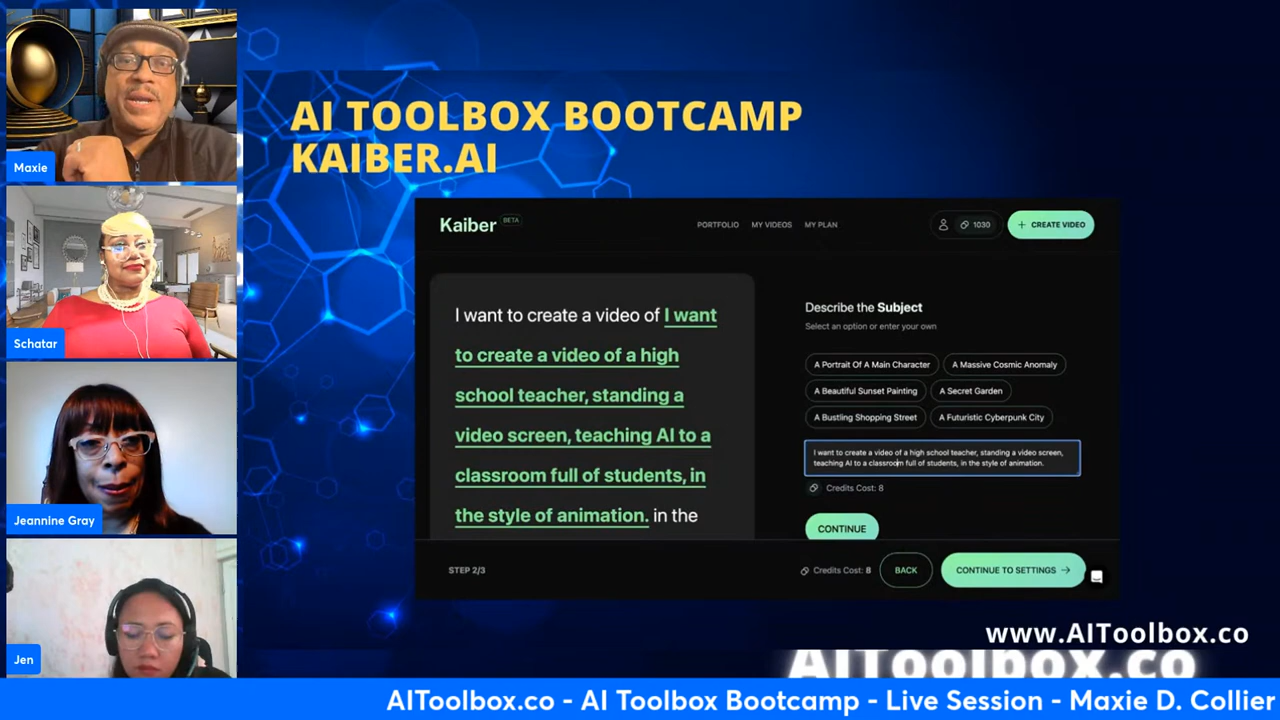 Maxie
Schatar
Jeannine Gray
Jen
AI TOOLBOX BOOTCAMP
KAIBER.AI
Kaiber BETA
PORTFOLIO MY VIDEOS MY PLAN
1030
+ CREATE VIDEO
I want to create a video of I want
to create a video of a high
school teacher, standing a
video screen, teaching AI to a
classroom full of students, in
the style of animation. in the
Describe the Subject
Select an option or enter your own
A Portrait Of A Main Character
A Massive Cosmic Anomaly
A Beautiful Sunset Painting
A Secret Garden
A Bustling Shopping Street
A Futuristic Cyberpunk City
I want to create a video of a high school teacher, standing a video screen,
teaching AI to a classroom full of students, in the style of animation.
Credits Cost: 8
CONTINUE
STEP 2/3
Credits Cost: 8
BACK
CONTINUE TO SETTINGS →
www.AIToolbox.co
AIToolbox.co
AIToolbox.co - AI Toolbox Bootcamp - Live Session - Maxie D. Collier